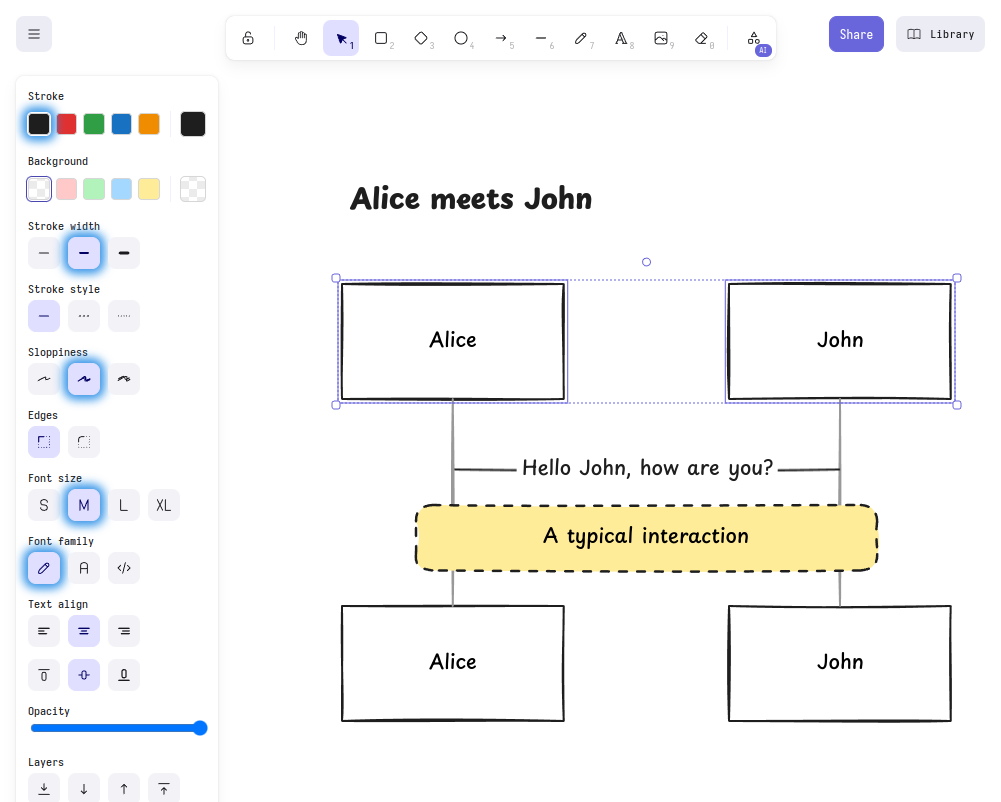 1
2
3
4
5
6
7
8
9
0
AI
Share
Library
Stroke
Background
Stroke width
Stroke style
Sloppiness
Edges
Font size
S M L XL
Font family
A
Text align
Opacity
Layers
Alice meets John
Alice John
Hello John, how are you?
A typical interaction
Alice John